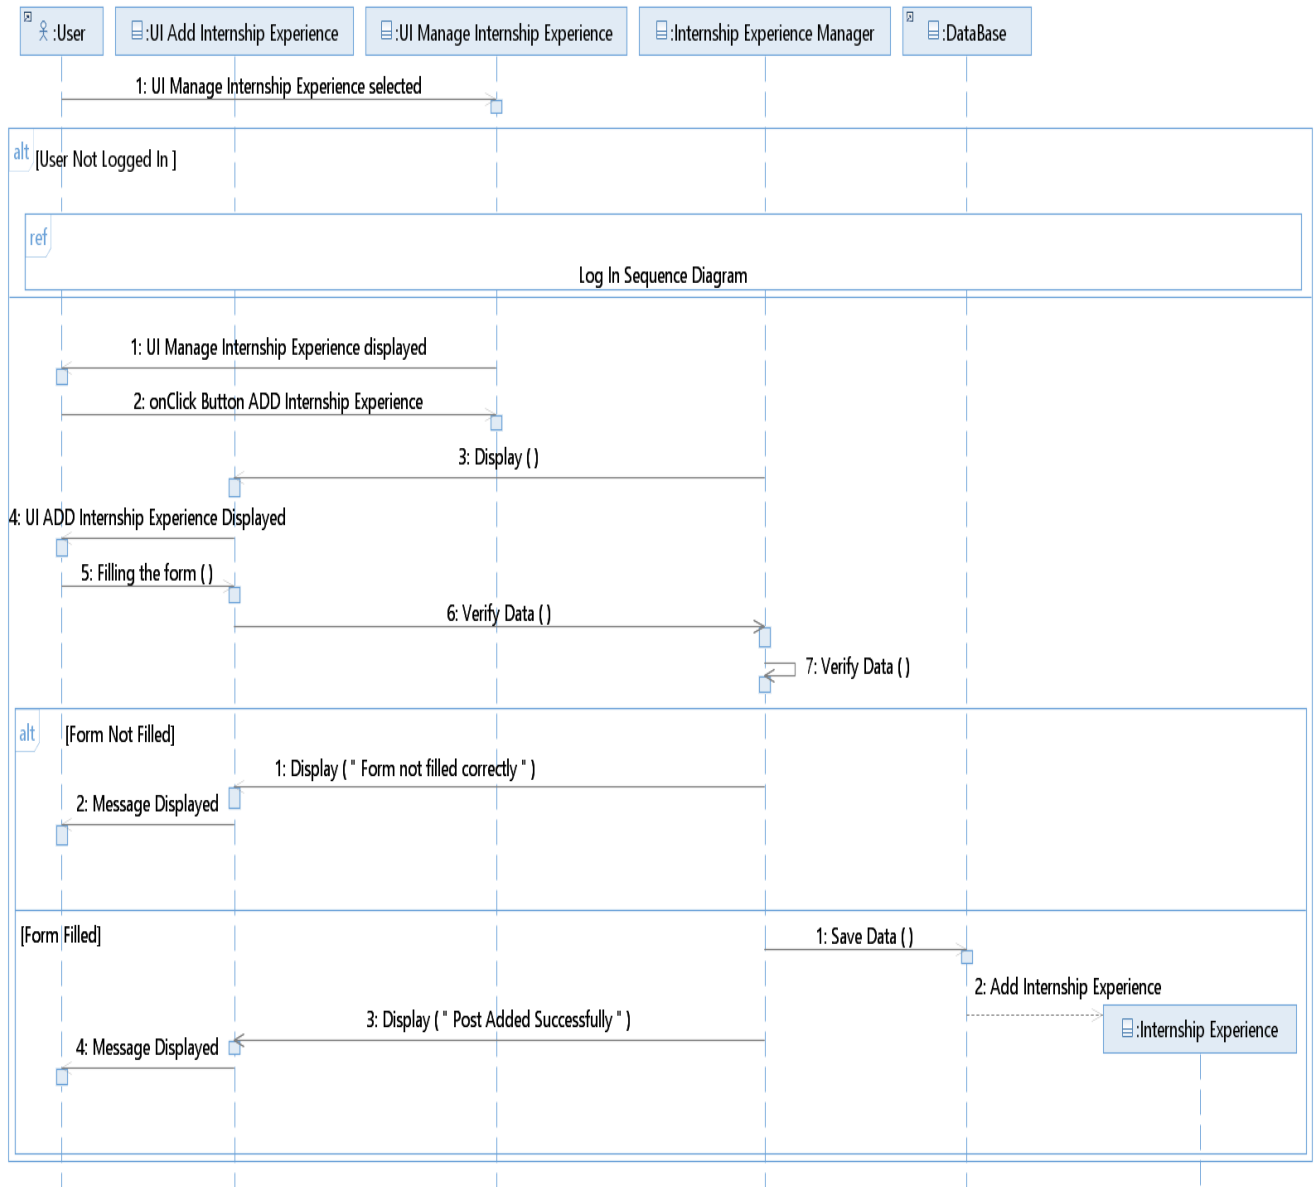 :User
:UI Add Internship Experience
:UI Manage Internship Experience
:Internship Experience Manager
:DataBase
1: UI Manage Internship Experience selected
alt
[User Not Logged In ]
ref
Log In Sequence Diagram
1: UI Manage Internship Experience displayed
2: onClick Button ADD Internship Experience
3: Display ( )
4: UI ADD Internship Experience Displayed
5: Filling the form ( )
6: Verify Data ( )
7: Verify Data ( )
alt
[Form Not Filled]
1: Display ( " Form not filled correctly " )
2: Message Displayed
[Form Filled]
1: Save Data ( )
2: Add Internship Experience
:Internship Experience
3: Display ( " Post Added Successfully " )
4: Message Displayed